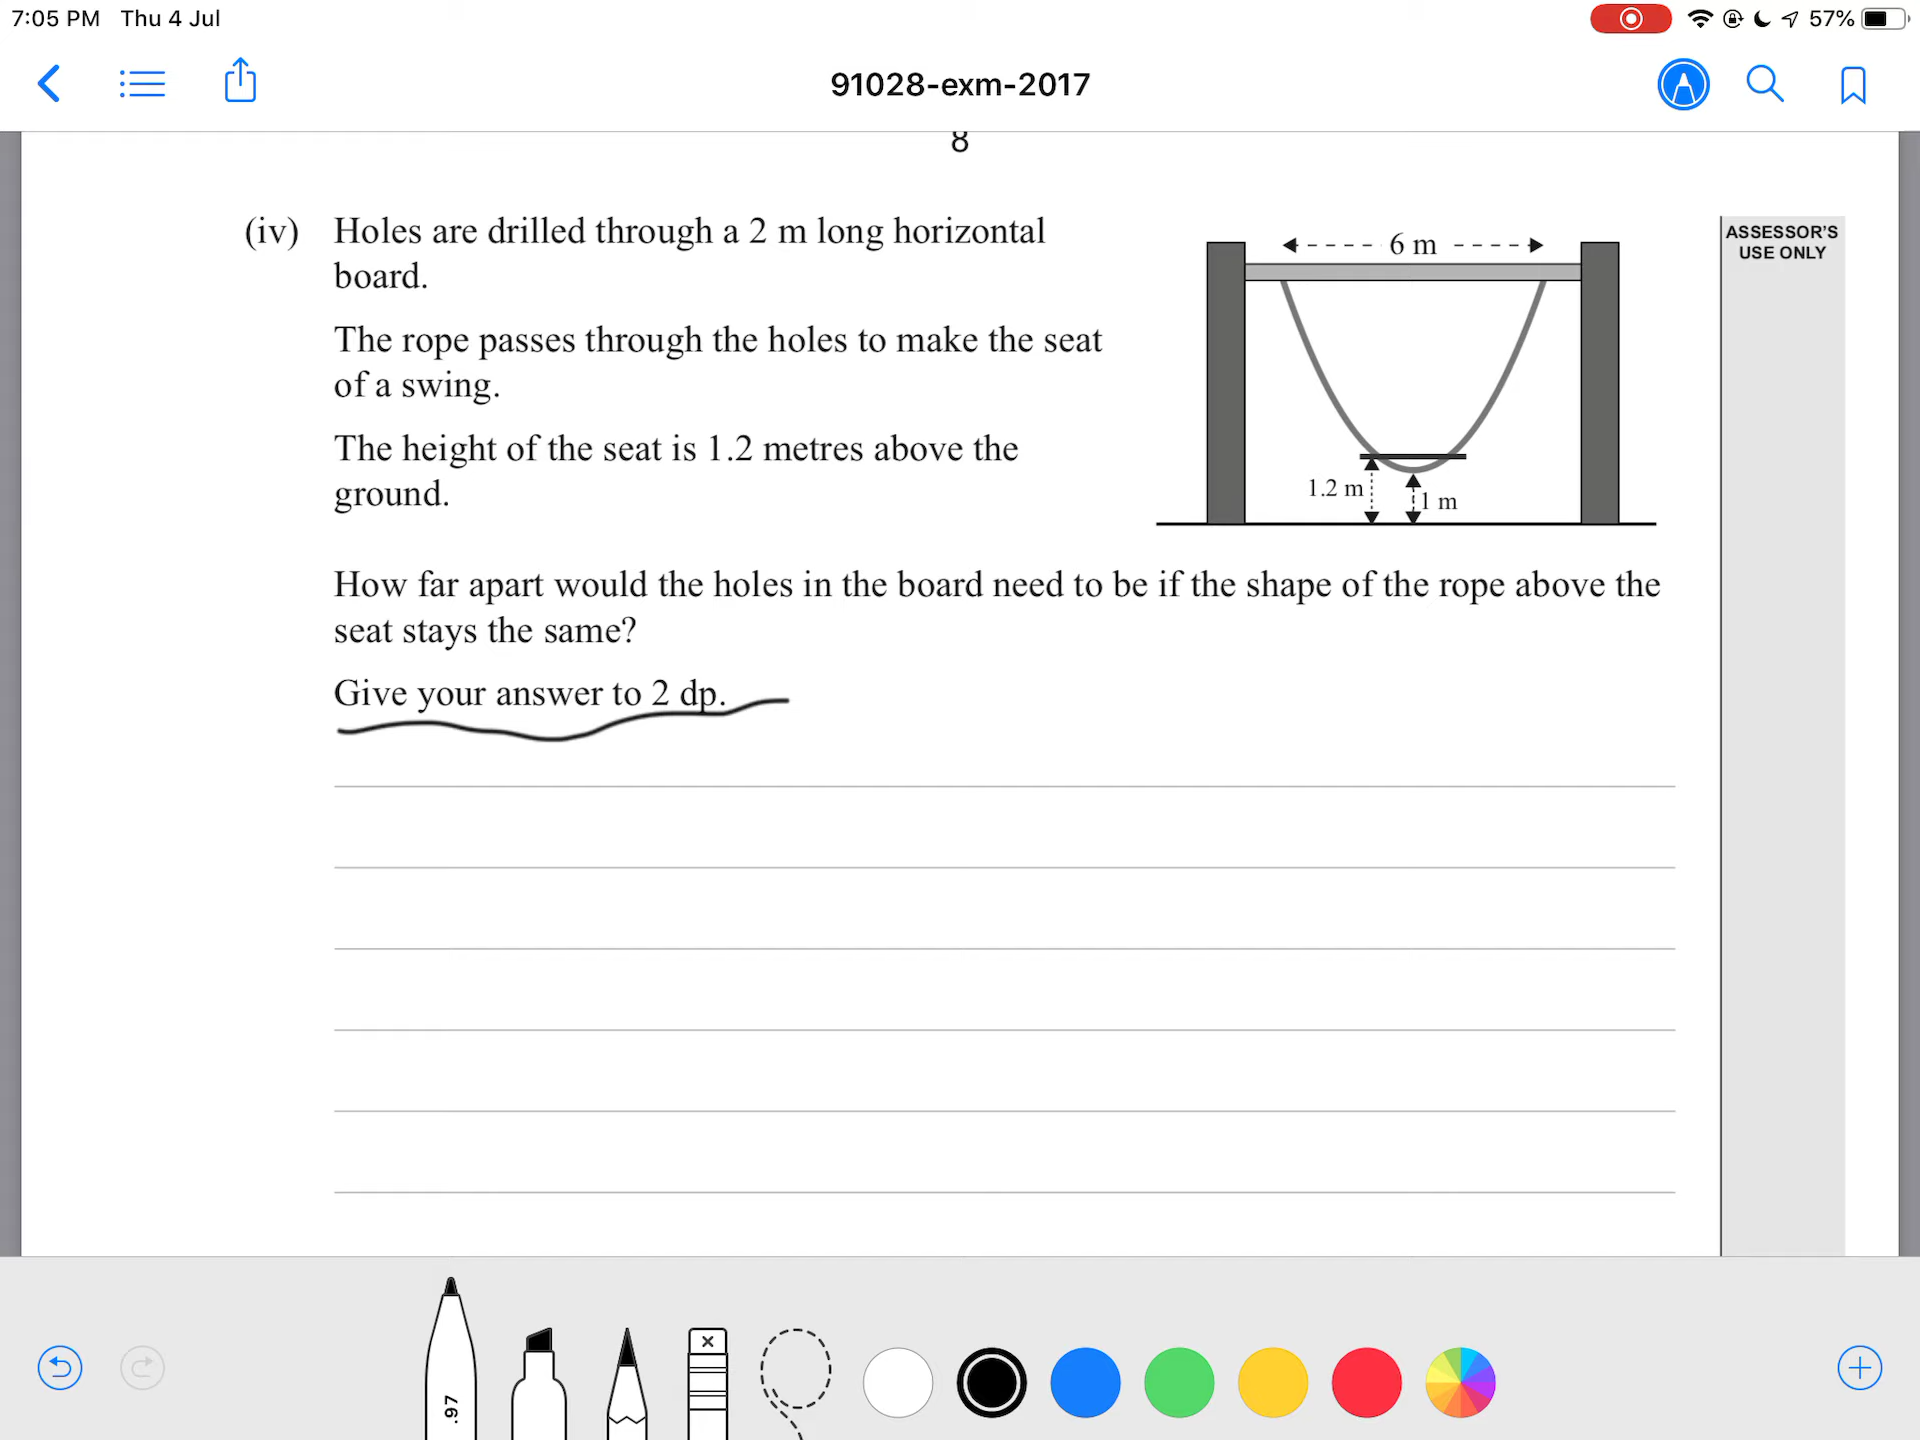 7:05 PM Thu 4 Jul
57%
91028-exm-2017
8
(iv) Holes are drilled through a 2 m long horizontal
board.
The rope passes through the holes to make the seat
of a swing.
The height of the seat is 1.2 metres above the
ground.
6 m
1.2 m
1 m
ASSESSOR'S
USE ONLY
How far apart would the holes in the board need to be if the shape of the rope above the
seat stays the same?
Give your answer to 2 dp.
.97